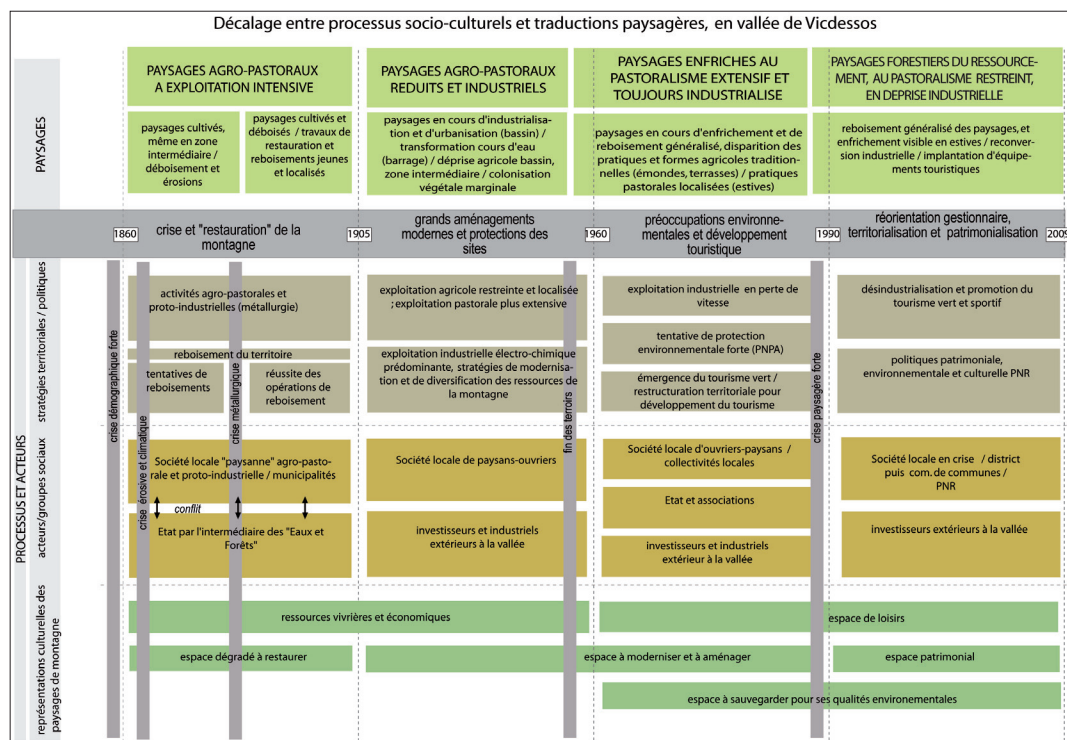 Décalage entre processus socio-culturels et traductions paysagères, en vallée de Vicdessos
PAYSAGES
PAYSAGES AGRO-PASTORAUX
A EXPLOITATION INTENSIVE
PAYSAGES AGRO-PASTORAUX
REDUITS ET INDUSTRIELS
PAYSAGES ENFRICHES AU
PASTORALISME EXTENSIF ET
TOUJOURS INDUSTRIALISE
PAYSAGES FORESTIERS DU RESSOURCE-
MENT, AU PASTORALISME RESTREINT,
EN DEPRISE INDUSTRIELLE
paysages cultivés,
même en zone
intermédiaire /
déboisement et
érosions
paysages cultivés et
déboisés / travaux de
restauration et
reboisements jeunes
et localisés
paysages en cours d'industrialisa-
tion et d'urbanisation (bassin) /
transformation cours d'eau
(barrage) / déprise agricole bassin,
zone intermédiaire / colonisation
végétale marginale
paysages en cours d'enfrichement et de
reboisement généralisé, disparition des
pratiques et formes agricoles tradition-
nelles (émondes, terrasses) / pratiques
pastorales localisées (estives)
reboisement généralisé des paysages, et
enfrichement visible en estives / reconver-
sion industrielle / implantation d'équipe-
ments touristiques
1860
crise et "restauration" de la
montagne
1905
grands aménagements
modernes et protections des
sites
1960
préoccupations environne-
mentales et développement
touristique
1990
réorientation gestionnaire,
territorialisation et patrimonialisation
2009
PROCESSUS ET ACTEURS
stratégies territoriales / politiques
crise démographique forte
crise érosive et climatique
crise métallurgique
fin des terroirs
crise paysagère forte
activités agro-pastorales et
proto-industrielles (métallurgie)
reboisement du territoire
tentatives de
reboisements
réussite des
opérations de
reboisement
exploitation agricole restreinte et localisée
; exploitation pastorale plus extensive
exploitation industrielle électro-chimique
prédominante, stratégies de modernisa-
tion et de diversification des ressources de
la montagne
exploitation industrielle en perte de
vitesse
tentative de protection
environnementale forte (PNPA)
émergence du tourisme vert /
restructuration territoriale pour
développement du tourisme
désindustrialisation et promotion du
tourisme vert et sportif
politiques patrimoniale,
environnementale et culturelle PNR
acteurs/groupes sociaux
Société locale "paysanne" agro-pasto-
rale et proto-industrielle / municipalités
conflit
Etat par l'intermédiaire des "Eaux et
Forêts"
Société locale de paysans-ouvriers
investisseurs et industriels
extérieurs à la vallée
Société locale d'ouvriers-paysans /
collectivités locales
Etat et associations
investisseurs et industriels
extérieur à la vallée
Société locale en crise / district
puis com. de communes /
PNR
investisseurs extérieurs à la vallée
représentations culturelles des
paysages de montagne
ressources vivrières et économiques
espace de loisirs
espace dégradé à restaurer
espace à moderniser et à aménager
espace patrimonial
espace à sauvegarder pour ses qualités environementales